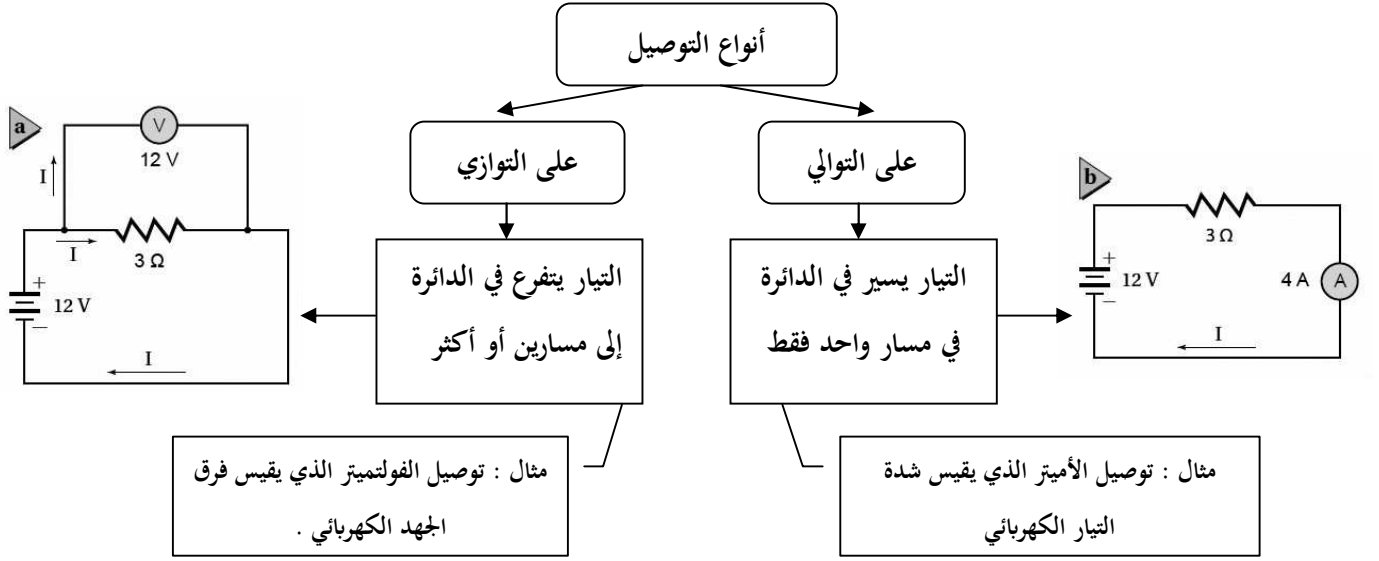 أنواع التوصيل
على التوالي
على التوازي
التيار يسير في الدائرة
في مسار واحد فقط
التيار يتفرع في الدائرة
إلى مسارين أو أكثر
مثال : توصيل الأميتر الذي يقيس شدة
التيار الكهربائي
مثال : توصيل الفولتميتر الذي يقيس فرق
الجهد الكهربائي .
a
V
12 V
I
I
3 Ω
+
12 V
−
I
b
3 Ω
+
12 V
−
4 A
A
I